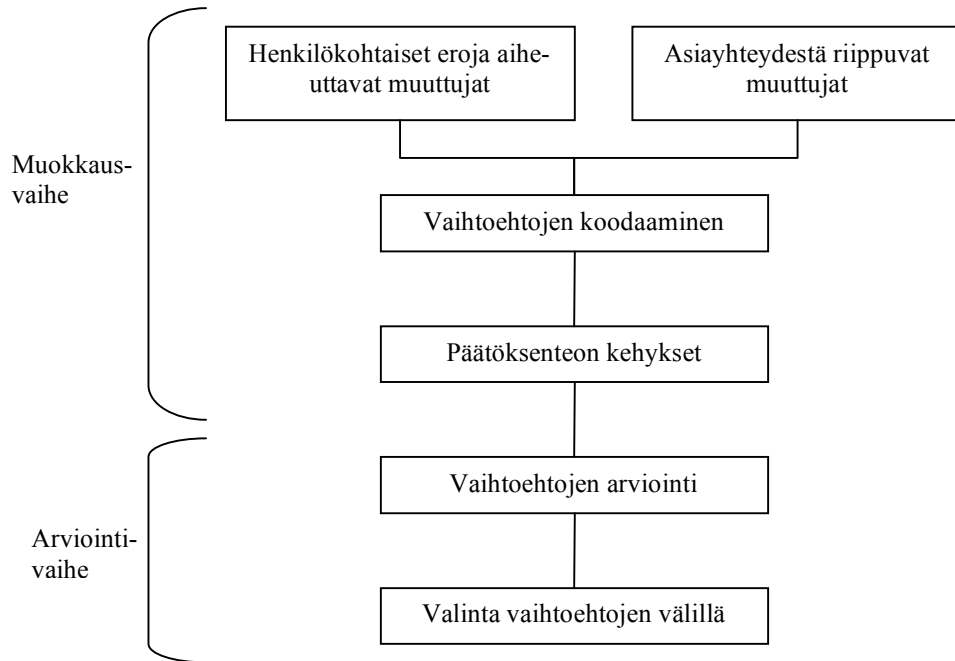 Henkilökohtaiset eroja aihe-
uttavat muuttujat
Asiayhteydestä riippuvat
muuttujat
Muokkaus-
vaihe
Vaihtoehtojen koodaaminen
Päätöksenteon kehykset
Vaihtoehtojen arviointi
Arviointi-
vaihe
Valinta vaihtoehtojen välillä